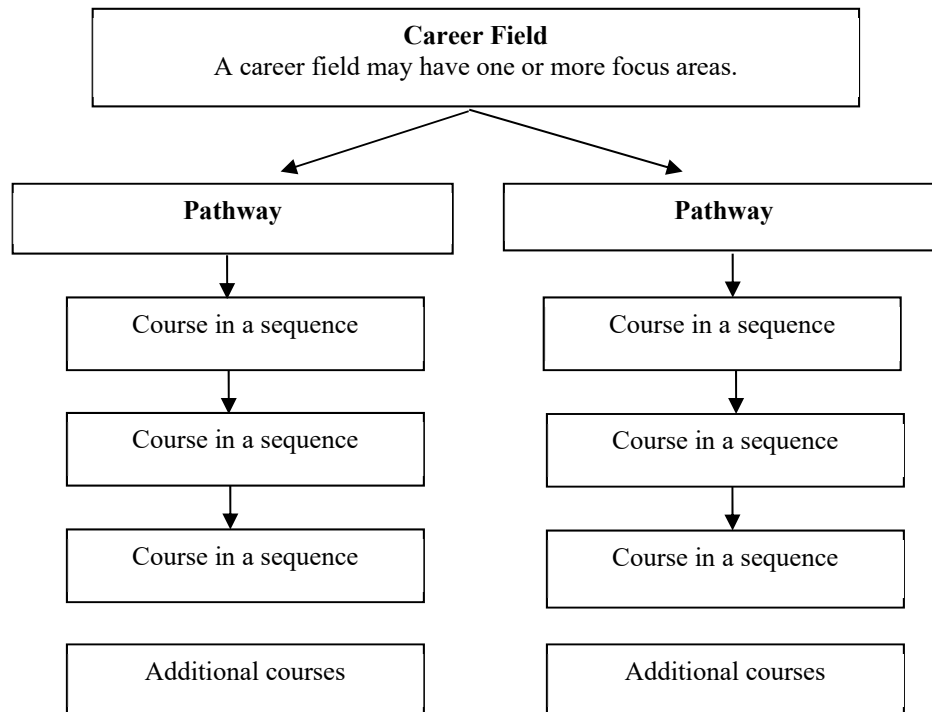 Career Field
A career field may have one or more focus areas.
Pathway
Pathway
Course in a sequence
Course in a sequence
Course in a sequence
Course in a sequence
Course in a sequence
Course in a sequence
Additional courses
Additional courses